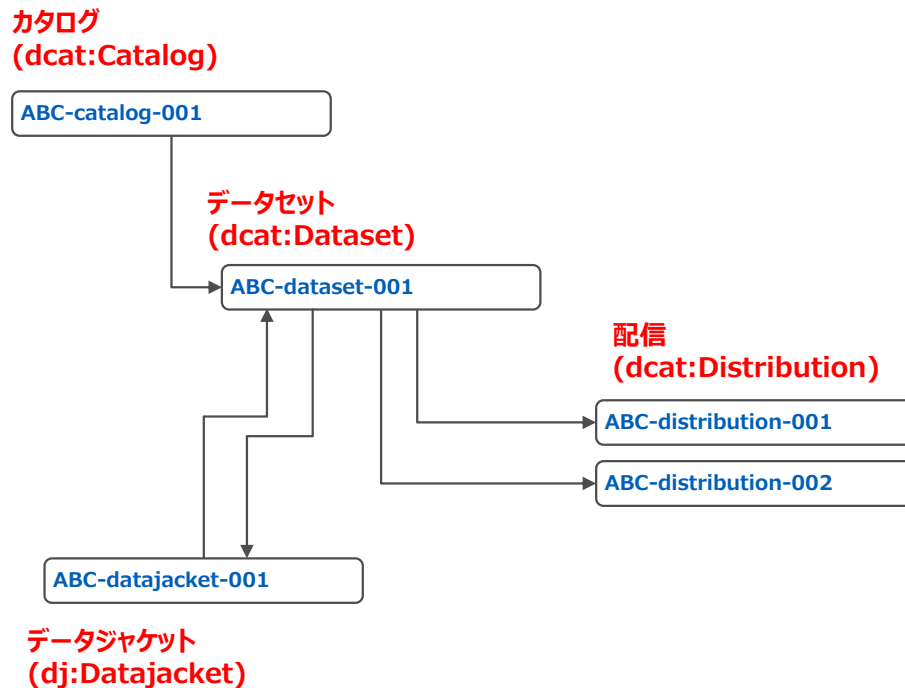 カタログ
(dcat:Catalog)
ABC-catalog-001
データセット
(dcat:Dataset)
ABC-dataset-001
配信
(dcat:Distribution)
ABC-distribution-001
ABC-distribution-002
ABC-datajacket-001
データジャケット
(dj:Datajacket)